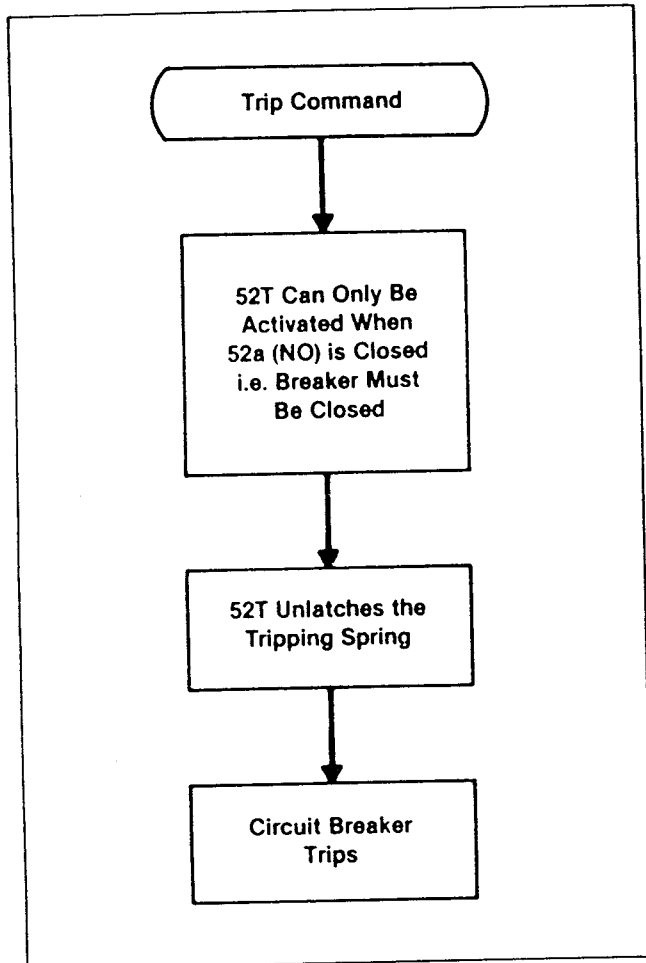 Trip Command
52T Can Only Be
Activated When
52a (NO) is Closed
i.e. Breaker Must
Be Closed
52T Unlatches the
Tripping Spring
Circuit Breaker
Trips